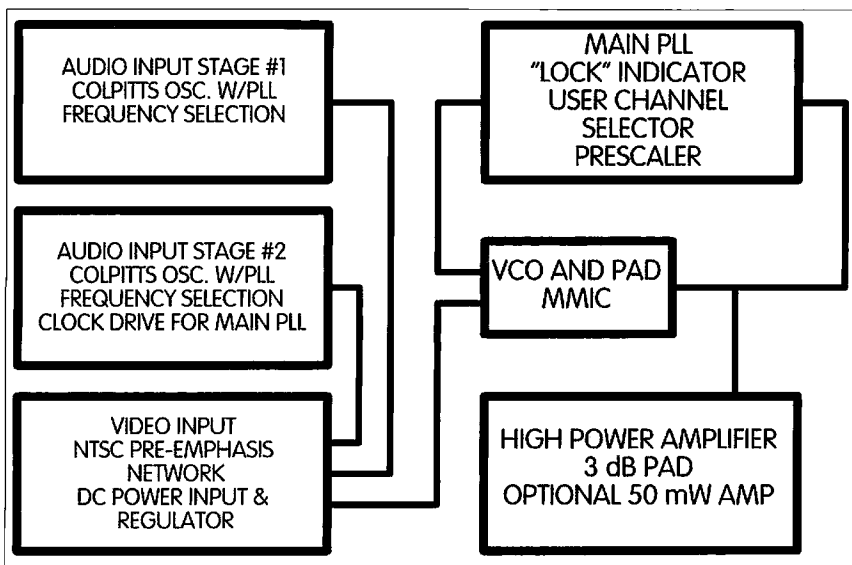 AUDIO INPUT STAGE #1
COLPITTS OSC. W/PLL
FREQUENCY SELECTION
AUDIO INPUT STAGE #2
COLPITTS OSC. W/PLL
FREQUENCY SELECTION
CLOCK DRIVE FOR MAIN PLL
VIDEO INPUT
NTSC PRE-EMPHASIS
NETWORK
DC POWER INPUT &
REGULATOR
MAIN PLL
"LOCK" INDICATOR
USER CHANNEL
SELECTOR
PRESCALER
VCO AND PAD
MMIC
HIGH POWER AMPLIFIER
3 dB PAD
OPTIONAL 50 mW AMP